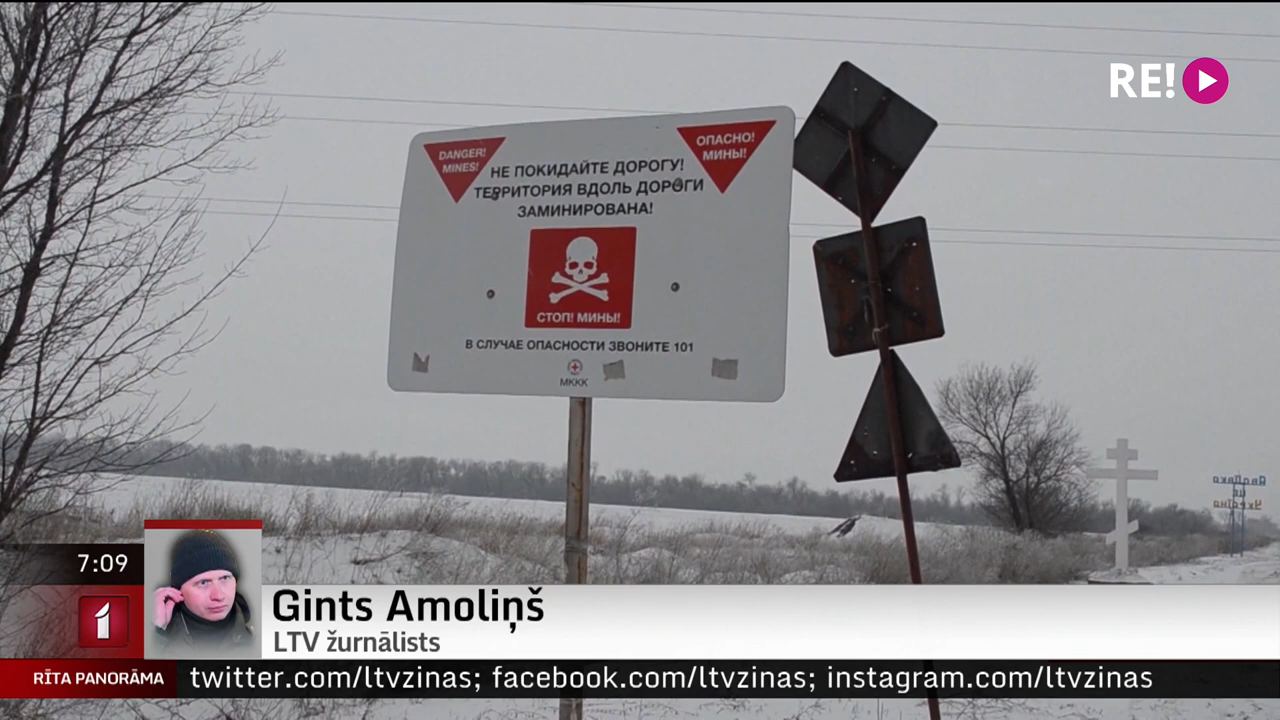 RE!
DANGER!
MINES!
ОПАСНО!
МИНЫ!
НЕ ПОКИДАЙТЕ ДОРОГУ!
ТЕРРИТОРИЯ ВДОЛЬ ДОРОГИ
ЗАМИНИРОВАНА!
СТОП! МИНЫ!
В СЛУЧАЕ ОПАСНОСТИ ЗВОНИТЕ 101
МККК
7:09
1
Gints Amoliņš
LTV žurnālists
RĪTA PANORĀMA
twitter.com/ltvzinas; facebook.com/ltvzinas; instagram.com/ltvzinas